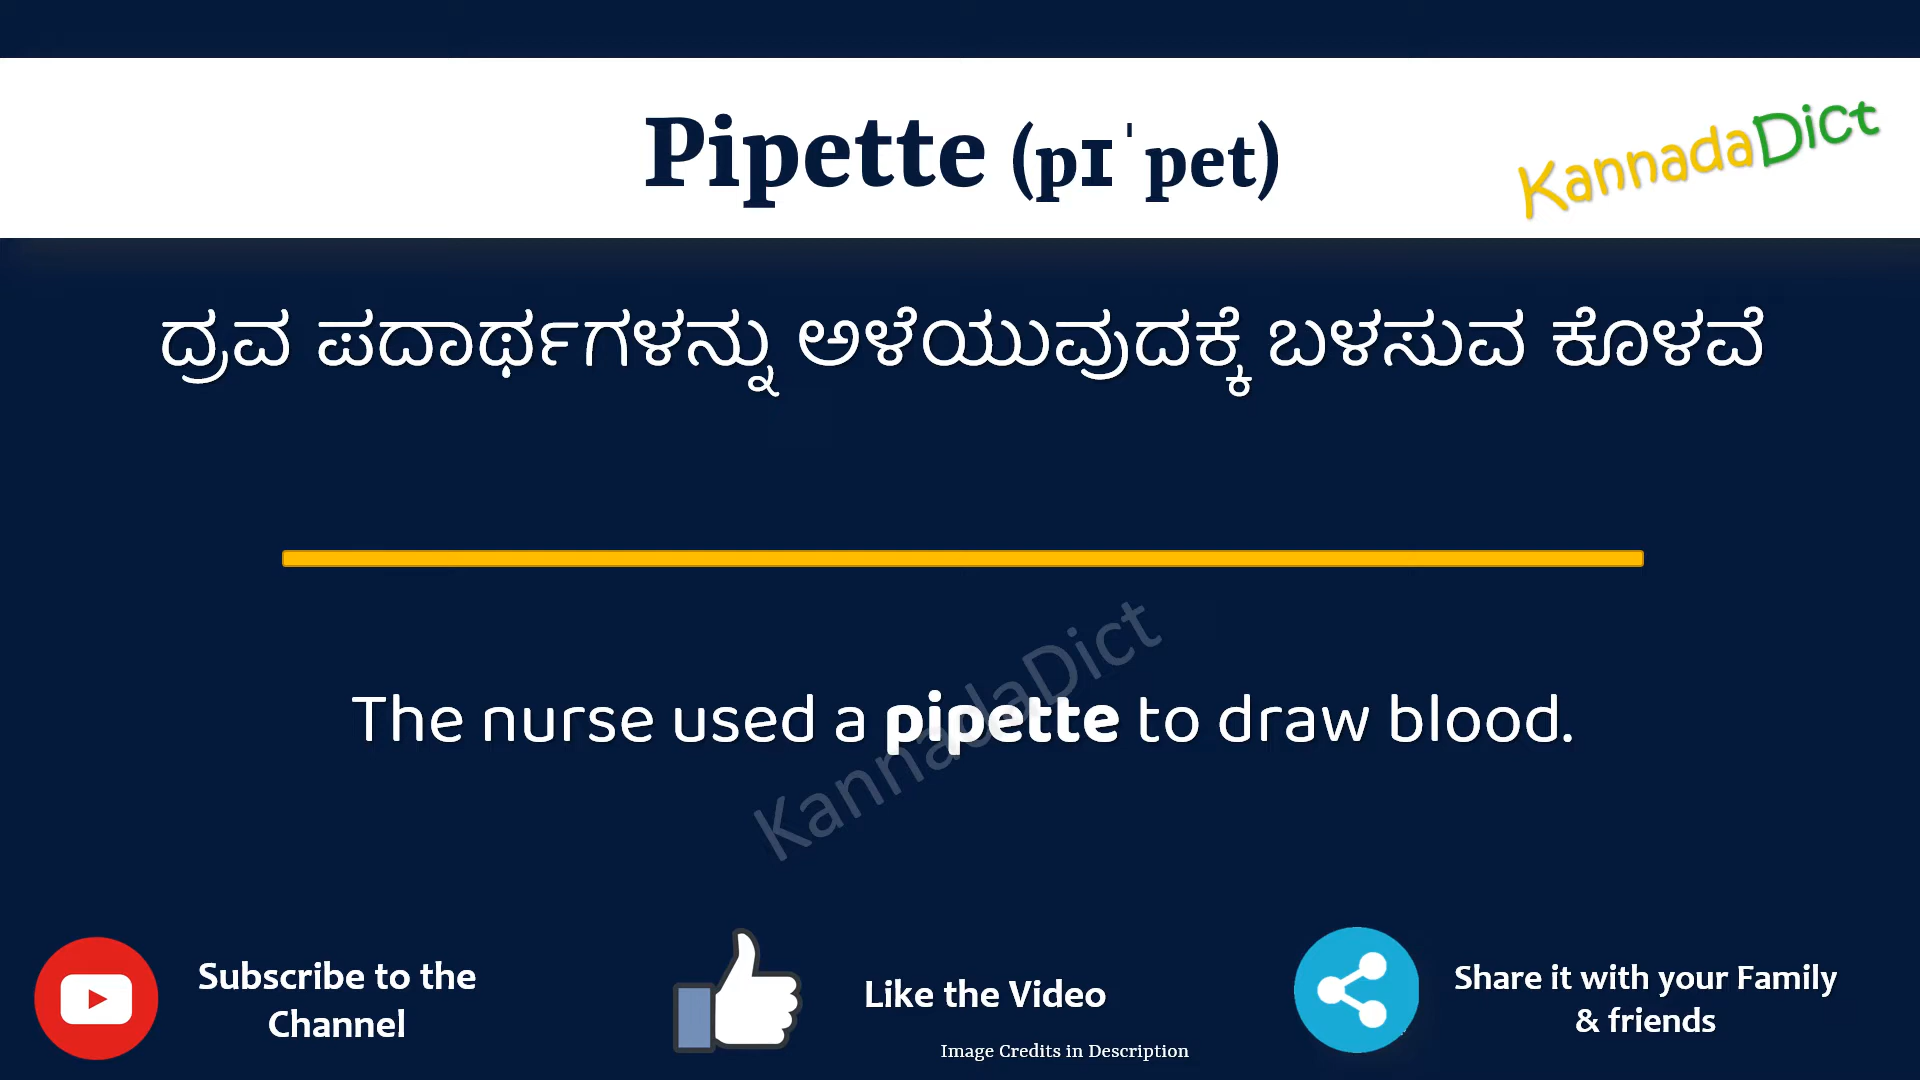 Pipette (pɪˈpet)
KannadaDict
ದ್ರವ ಪದಾರ್ಥಗಳನ್ನು ಅಳೆಯುವುದಕ್ಕೆ ಬಳಸುವ ಕೊಳವೆ
KannadaDict
The nurse used a pipette to draw blood.
Subscribe to the
Channel
Like the Video
Share it with your Family
& friends
Image Credits in Description